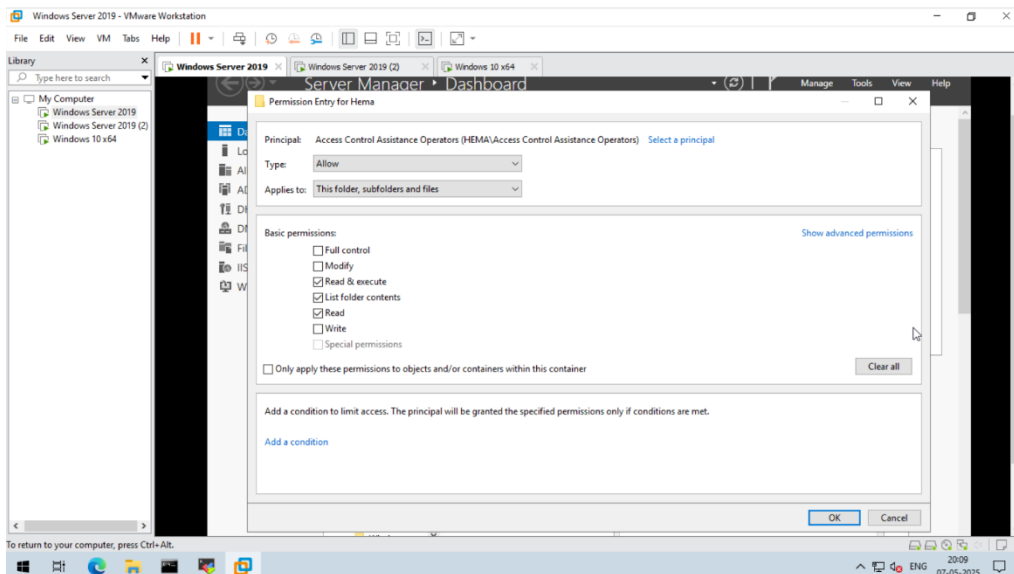 Windows Server 2019 - VMware Workstation
File Edit View VM Tabs Help
Library
Type here to search
My Computer
Windows Server 2019
Windows Server 2019 (2)
Windows 10 x64
Windows Server 2019
Windows Server 2019 (2)
Windows 10 x64
Server Manager Dashboard
Manage Tools View Help
Permission Entry for Hema
Principal: Access Control Assistance Operators (HEMA\Access Control Assistance Operators) Select a principal
Type: Allow
Applies to: This folder, subfolders and files
Basic permissions: Show advanced permissions
Full control
Modify
Read & execute
List folder contents
Read
Write
Special permissions
Only apply these permissions to objects and/or containers within this container
Clear all
Add a condition to limit access. The principal will be granted the specified permissions only if conditions are met.
Add a condition
OK Cancel
To return to your computer, press Ctrl+Alt.
ENG
20:09
07-05-2025